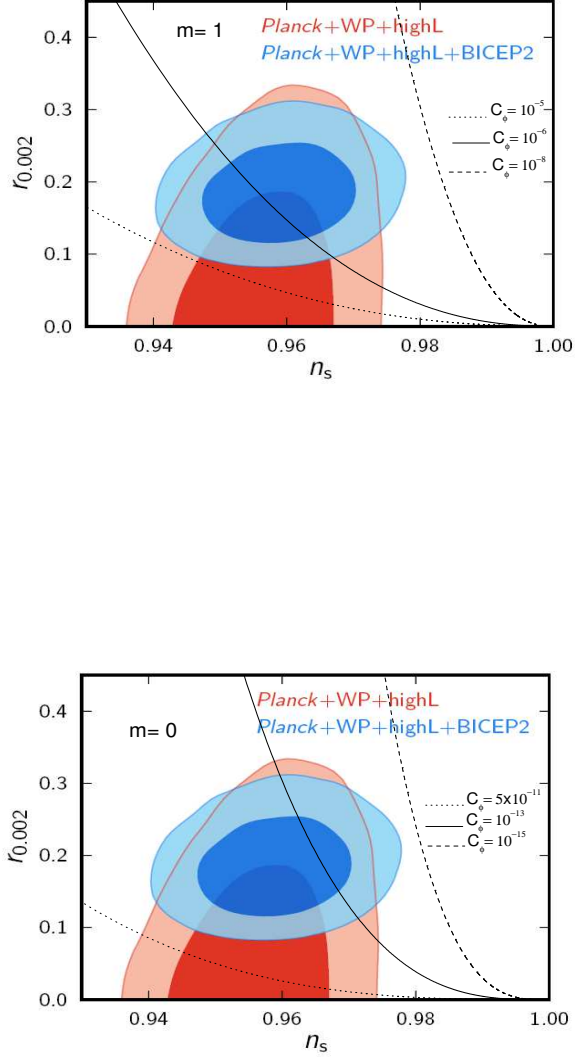 0.4
m= 1
Planck+WP+highL
Planck+WP+highL+BICEP2
0.3
C_ϕ= 10⁻⁵
C_ϕ= 10⁻⁶
C_ϕ= 10⁻⁸
0.2
r₀.₀₀₂
0.1
0.0
0.94 0.96 0.98 1.00
nₛ
Planck+WP+highL
0.4
m= 0
Planck+WP+highL+BICEP2
0.3
C_ϕ= 5x10⁻¹¹
C_ϕ= 10⁻¹³
C_ϕ= 10⁻¹⁵
0.2
r₀.₀₀₂
0.1
0.0
0.94 0.96 0.98 1.00
nₛ